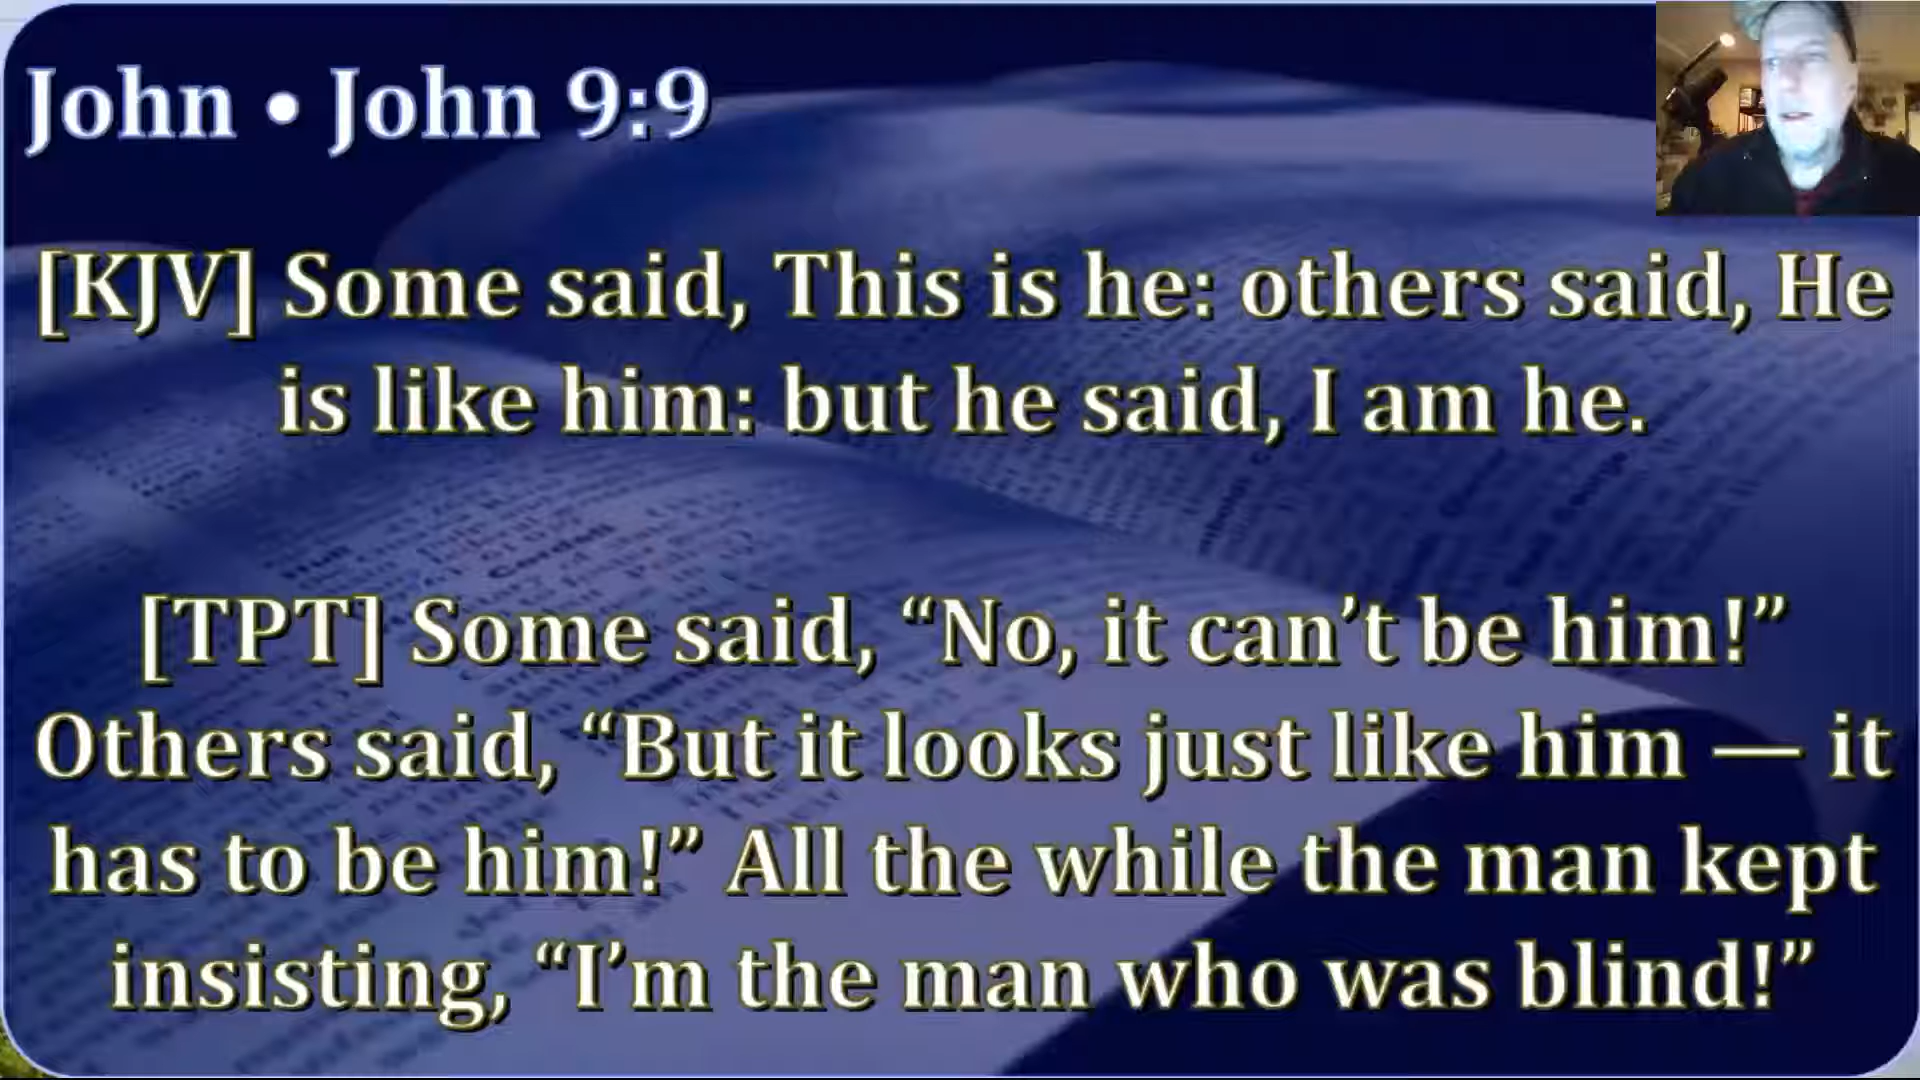 John • John 9:9
[KJV] Some said, This is he: others said, He
is like him: but he said, I am he.
[TPT] Some said, “No, it can’t be him!”
Others said, “But it looks just like him — it
has to be him!” All the while the man kept
insisting, “I’m the man who was blind!”